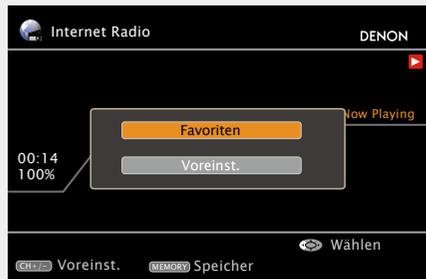 Internet Radio
DENON
Now Playing
Favoriten
Voreinst.
00:14
100%
Wählen
CH+/- Voreinst. MEMORY Speicher